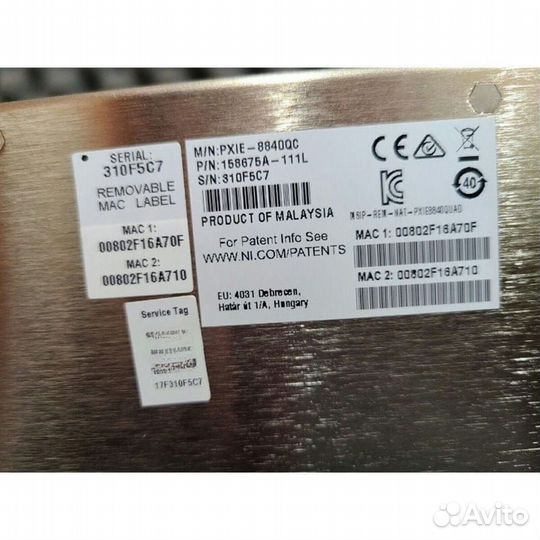 SERIAL:
310F5C7
REMOVABLE
MAC LABEL
MAC 1:
00802F16A70F
MAC 2:
00802F16A710
M/N:PXIE-8840QC
P/N:158675A-111L
S/N:310F5C7
PRODUCT OF MALAYSIA
For Patent Info See
WWW.NI.COM/PATENTS
EU: 4031 Debrecen,
Határ út 1/A, Hungary
CE
40
MSIP-REM-NAT-PXIE8840QUAD
MAC 1: 00802F16A70F
MAC 2: 00802F16A710
Service Tag
17F310F5C7
Avito